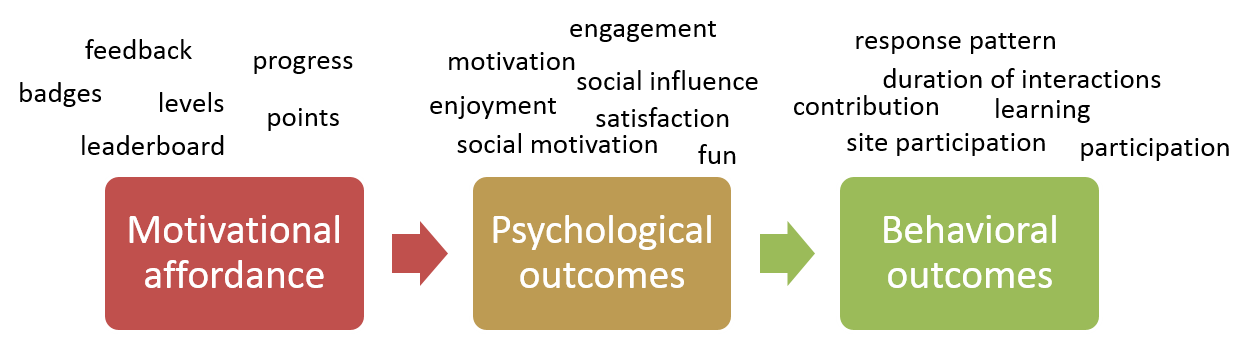 feedback
progress
badges
levels
points
leaderboard
engagement
motivation
social influence
enjoyment
satisfaction
social motivation
fun
response pattern
duration of interactions
contribution
learning
site participation
participation
Motivational
affordance
Psychological
outcomes
Behavioral
outcomes